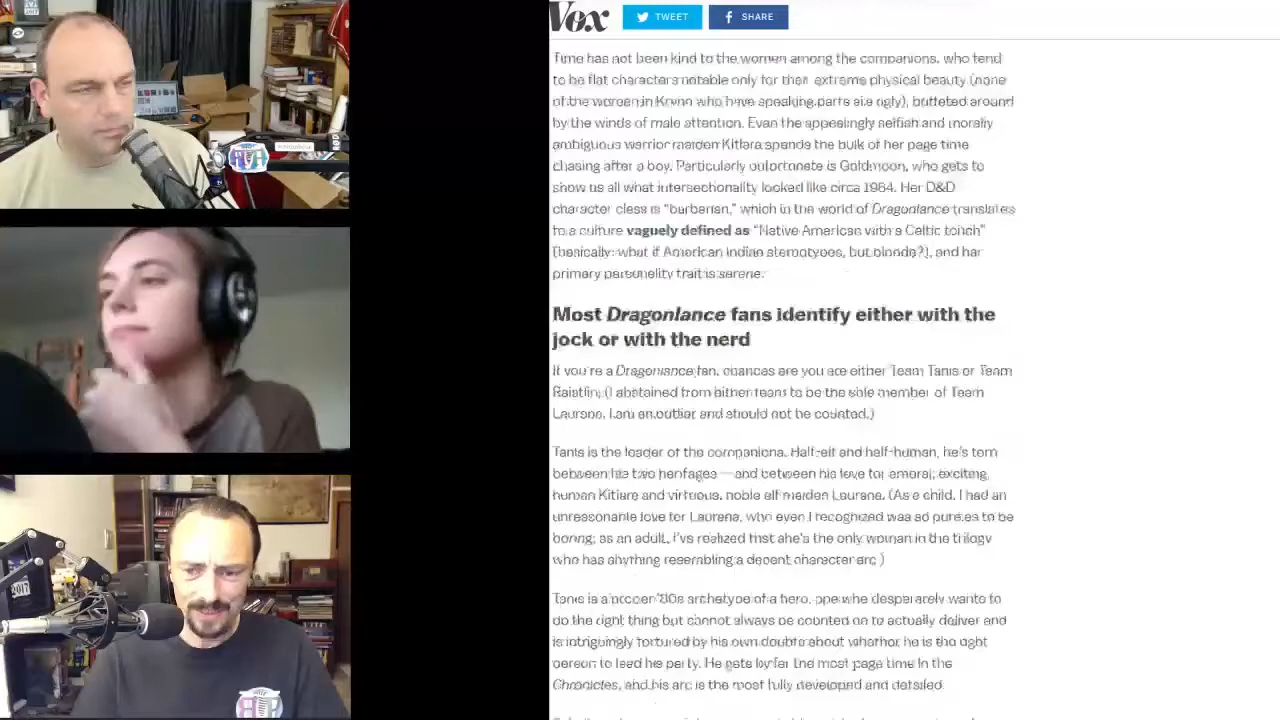 Vox TWEET SHARE
Time has not been kind to the women among the companions, who tend
to be flat characters notable only for their extreme physical beauty (none
of the women in Krynn who have speaking parts are ugly), buffeted around
by the winds of male attention. Even the appealingly selfish and morally
ambiguous warrior maiden Kitiara spends the bulk of her page time
chasing after a boy. Particularly unfortunate is Goldmoon, who gets to
show us all what intersectionality looked like circa 1984. Her D&D
character class is “barbarian,” which in the world of Dragonlance translates
to a culture vaguely defined as “Native American with a Celtic touch”
(basically: what if American Indian stereotypes, but blonde?), and her
primary personality trait is serene.
Most Dragonlance fans identify either with the
jock or with the nerd
If you’re a Dragonlance fan, chances are you are either Team Tanis or Team
Raistlin. (I abstained from either team to be the sole member of Team
Laurana. I am an outlier and should not be counted.)
Tanis is the leader of the companions. Half-elf and half-human, he’s torn
between his two heritages — and between his love for amoral, exciting,
human Kitiara and virtuous, noble elf maiden Laurana. (As a child, I had an
unreasonable love for Laurana, who even I recognized was
boring; as an adult, I’ve realized that she’s the only woman in the trilogy
who has anything resembling a decent character arc.)
Tanis is a proper ’80s archetype of a hero, one who desperately wants to
do the right thing but cannot always be counted on to actually deliver and
is intriguingly tortured by his own doubts about whether he is the right
person to lead his party. He gets by far the most page time in the
Chronicles, and his arc is the most fully developed and detailed.
2017